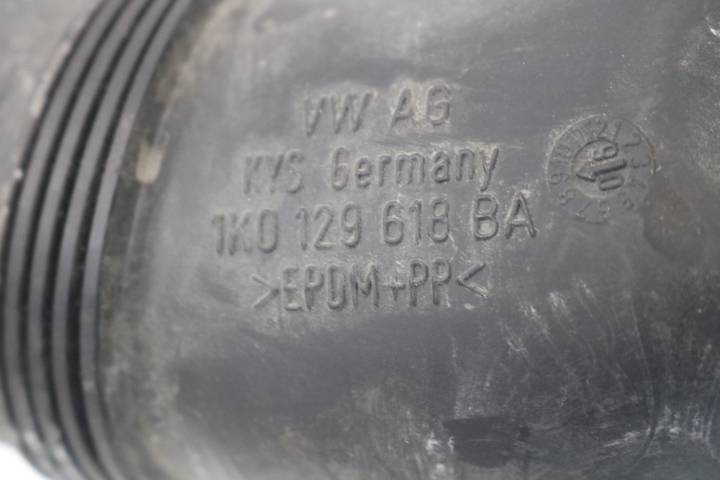 VW AG
KYS Germany
1K0 129 618 BA
>EPDM+PP<